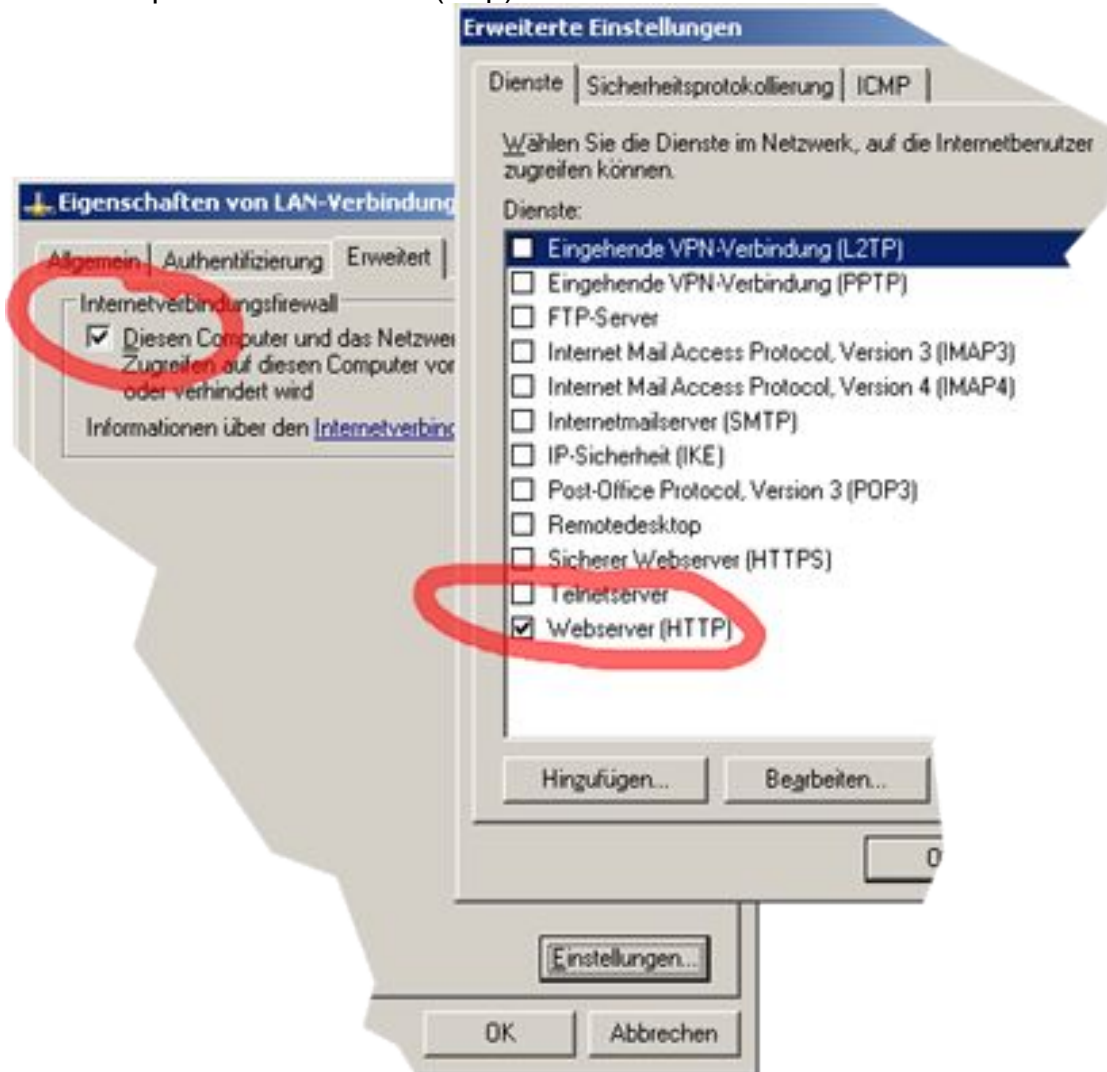 Erweiterte Einstellungen
Dienste
Sicherheitsprotokollierung
ICMP
Wählen Sie die Dienste im Netzwerk, auf die Internetbenutzer
zugreifen können.
Dienste:
Eingehende VPN-Verbindung (L2TP)
Eingehende VPN-Verbindung (PPTP)
FTP-Server
Internet Mail Access Protocol, Version 3 (IMAP3)
Internet Mail Access Protocol, Version 4 (IMAP4)
Internetmailserver (SMTP)
IP-Sicherheit (IKE)
Post-Office Protocol, Version 3 (POP3)
Remotedesktop
Sicherer Webserver (HTTPS)
Telnetserver
Webserver (HTTP)
Hinzufügen...
Bearbeiten...
Eigenschaften von LAN-Verbindung
Allgemein
Authentifizierung
Erweitert
Internetverbindungsfirewall
Diesen Computer und das Netzwe
Zugreifen auf diesen Computer vor
oder verhindert wird
Informationen über den Internetverbind
Einstellungen...
OK
Abbrechen